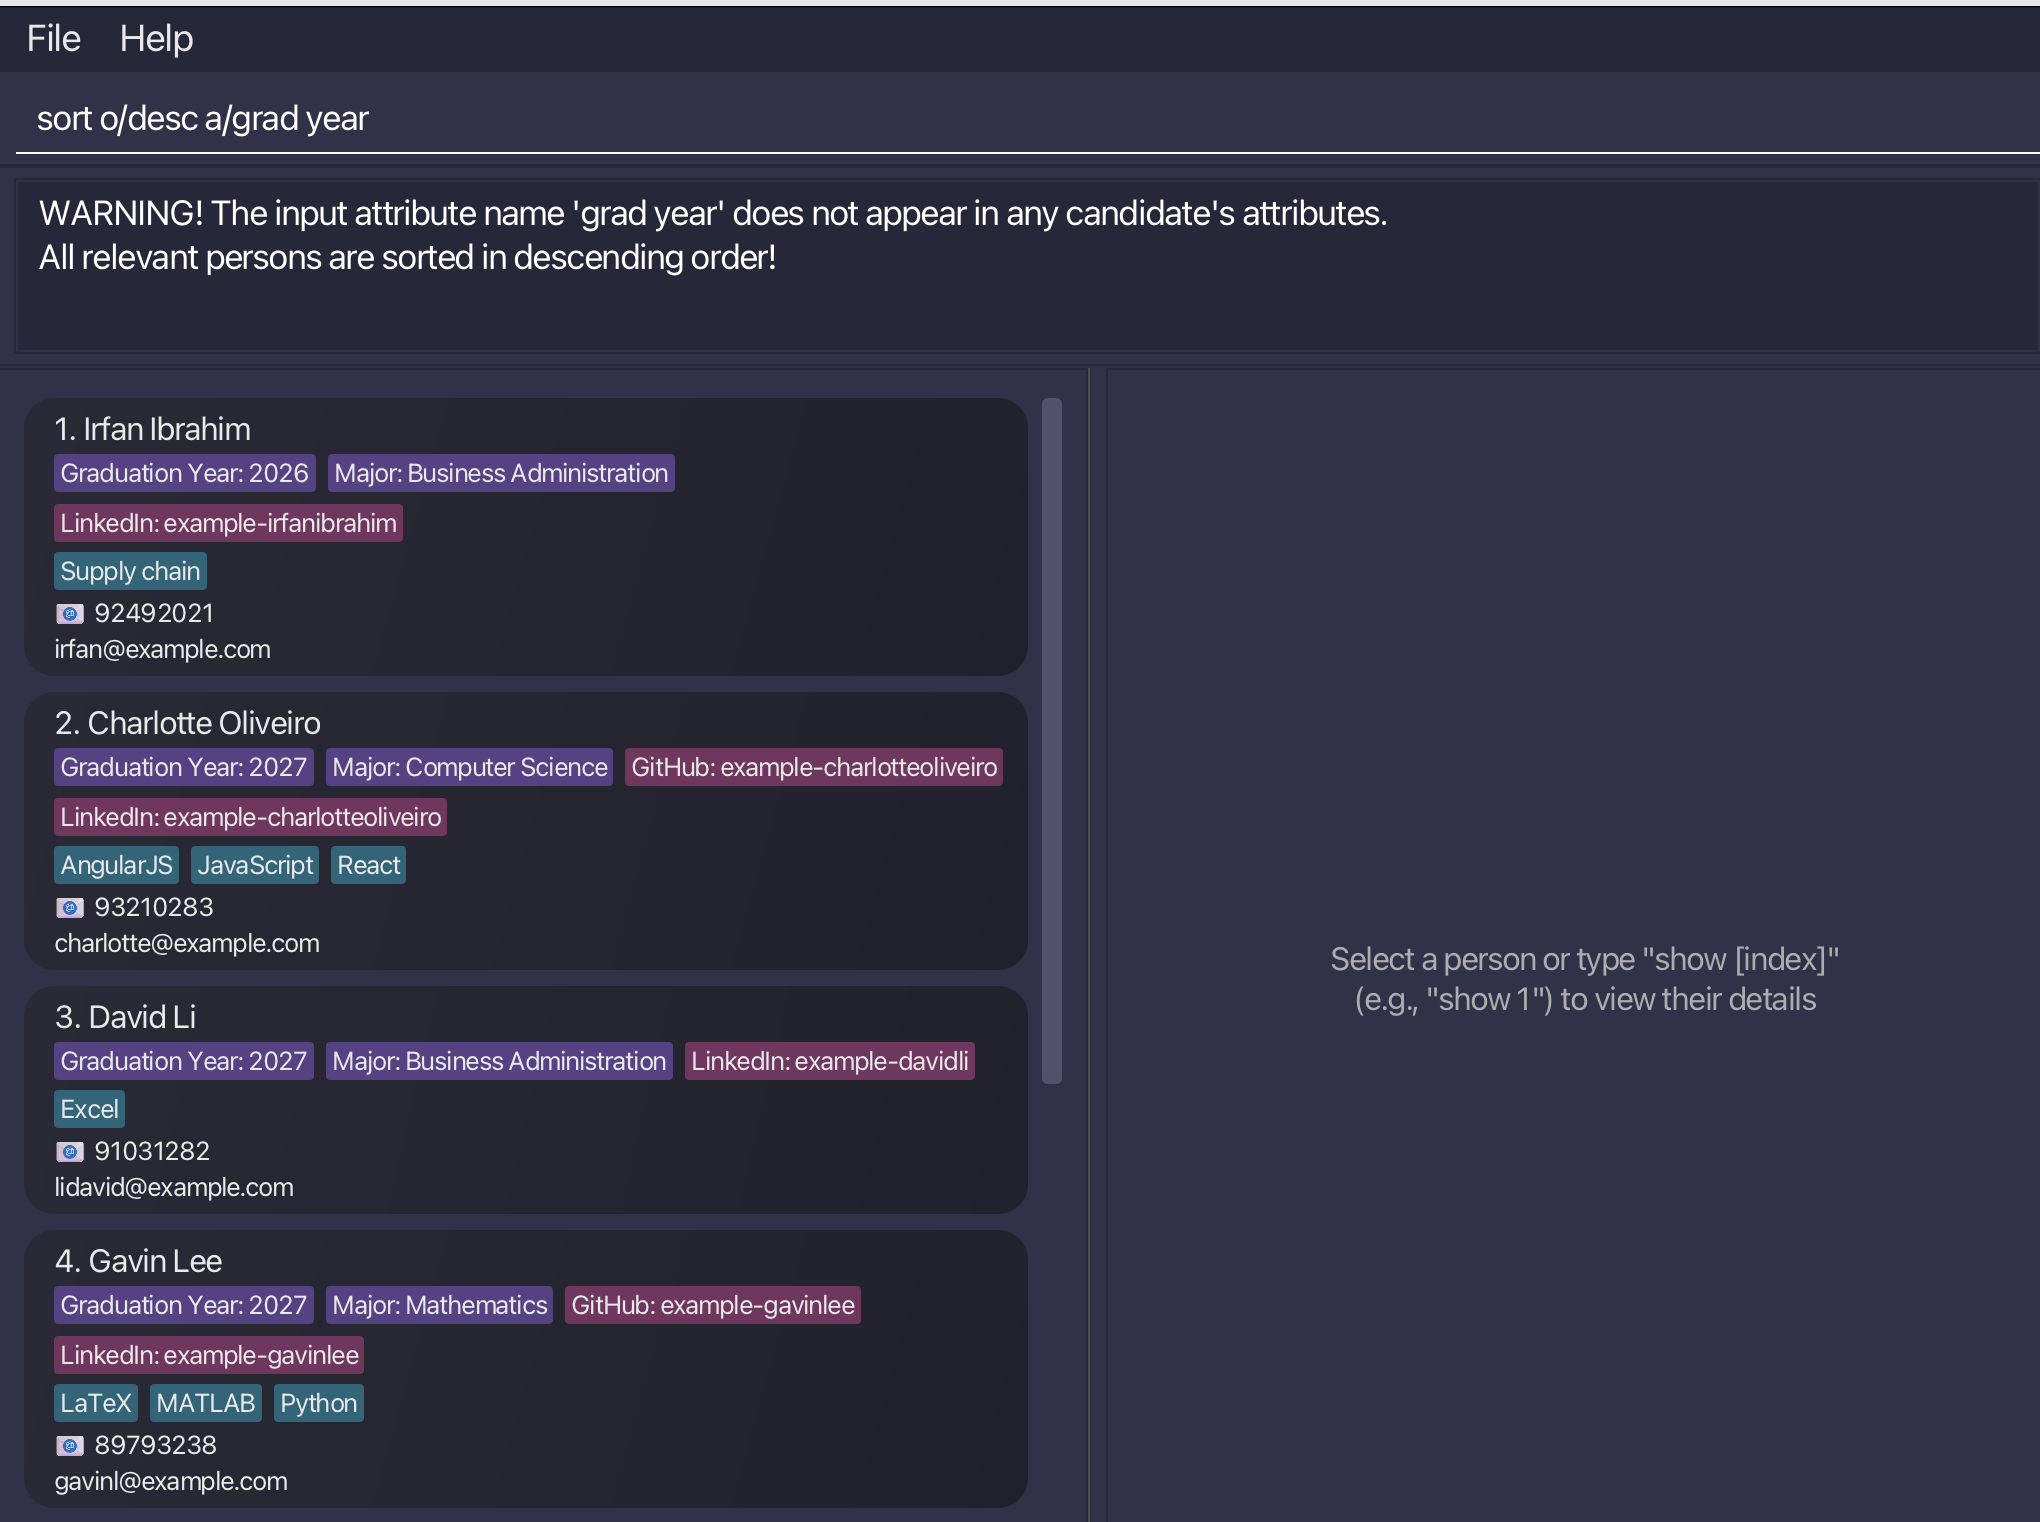 File Help
sort o/desc a/grad year
WARNING! The input attribute name 'grad year' does not appear in any candidate's attributes.
All relevant persons are sorted in descending order!
1. Irfan Ibrahim
Graduation Year: 2026 Major: Business Administration
LinkedIn: example-irfanibrahim
Supply chain
92492021
irfan@example.com
2. Charlotte Oliveiro
Graduation Year: 2027 Major: Computer Science GitHub: example-charlotteoliveiro
LinkedIn: example-charlotteoliveiro
AngularJS JavaScript React
93210283
charlotte@example.com
3. David Li
Graduation Year: 2027 Major: Business Administration LinkedIn: example-davidli
Excel
91031282
lidavid@example.com
4. Gavin Lee
Graduation Year: 2027 Major: Mathematics GitHub: example-gavinlee
LinkedIn: example-gavinlee
LaTeX MATLAB Python
89793238
gavinl@example.com
Select a person or type "show [index]"
(e.g., "show 1") to view their details